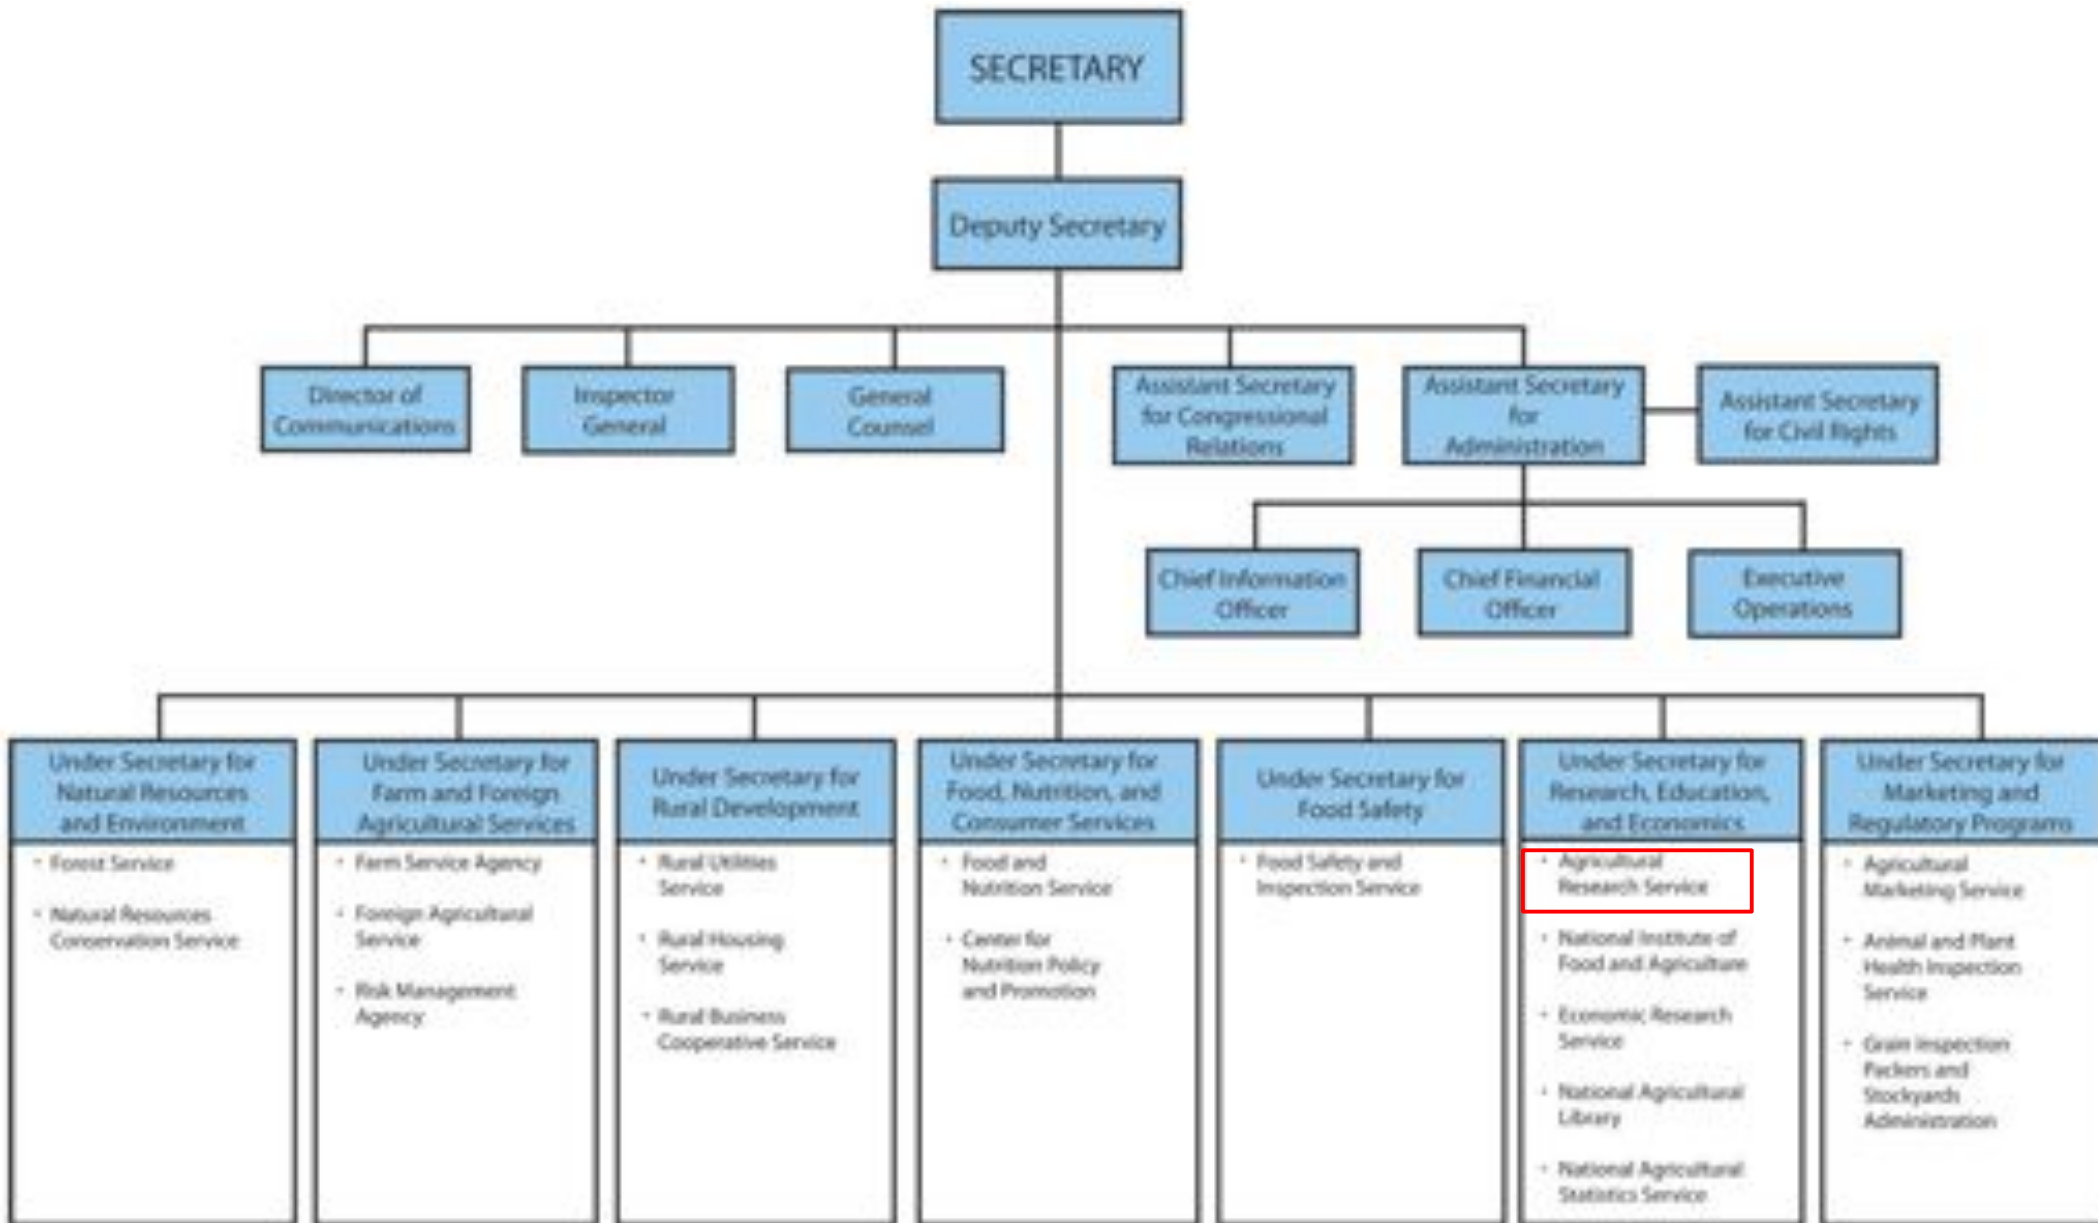 SECRETARY
Deputy Secretary
Director of
Communications
Inspector
General
General
Counsel
Assistant Secretary
for Congressional
Relations
Assistant Secretary
for
Administration
Assistant Secretary
for Civil Rights
Chief Information
Officer
Chief Financial
Officer
Executive
Operations
Under Secretary for
Natural Resources
and Environment
• Forest Service
• Natural Resources
Conservation Service
Under Secretary for
Farm and Foreign
Agricultural Services
• Farm Service Agency
• Foreign Agricultural
Service
• Risk Management
Agency
Under Secretary for
Rural Development
• Rural Utilities
Service
• Rural Housing
Service
• Rural Business
Cooperative Service
Under Secretary for
Food, Nutrition, and
Consumer Services
• Food and
Nutrition Service
• Center for
Nutrition Policy
and Promotion
Under Secretary for
Food Safety
• Food Safety and
Inspection Service
Under Secretary for
Research, Education,
and Economics
• Agricultural
Research Service
• National Institute of
Food and Agriculture
• Economic Research
Service
• National Agricultural
Library
• National Agricultural
Statistics Service
Under Secretary for
Marketing and
Regulatory Programs
• Agricultural
Marketing Service
• Animal and Plant
Health Inspection
Service
• Grain Inspection
Packers and
Stockyards
Administration